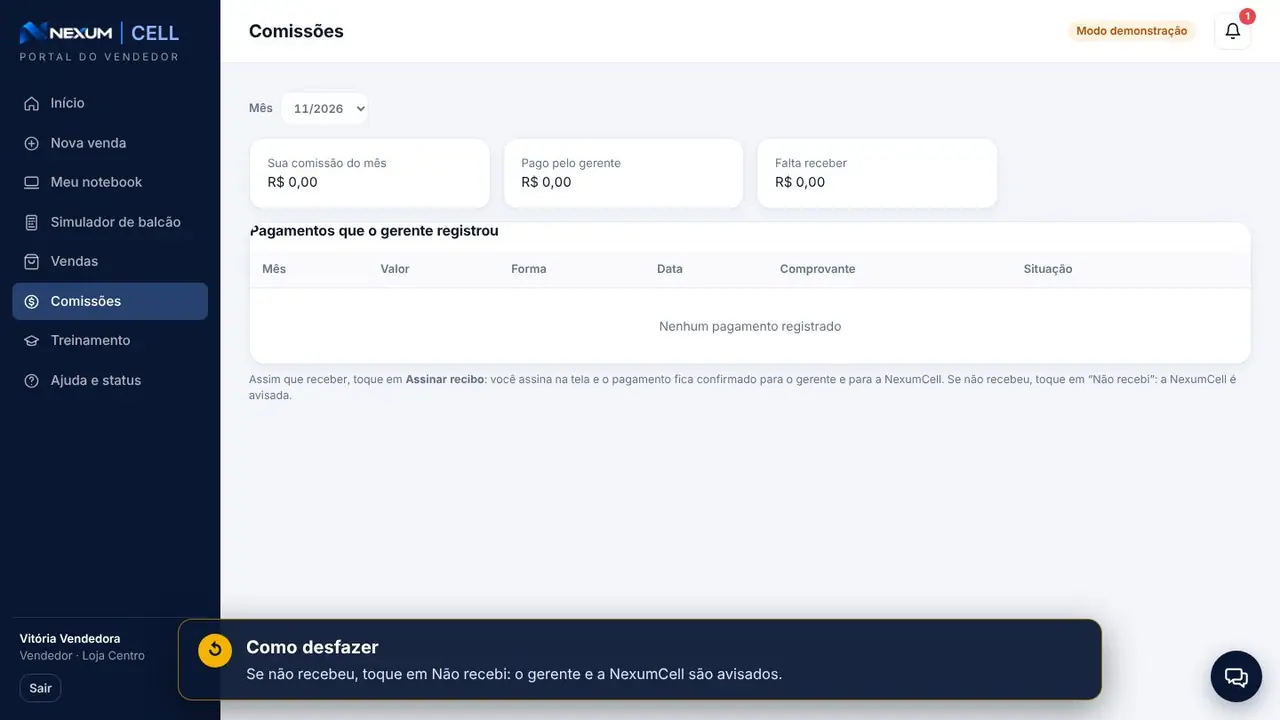 NEXUM | CELL
PORTAL DO VENDEDOR
Início
Nova venda
Meu notebook
Simulador de balcão
Vendas
Comissões
Treinamento
Ajuda e status
Vitória Vendedora
Vendedor · Loja Centro
Sair
Comissões
Modo demonstração
1
Mês
11/2026
Sua comissão do mês
R$ 0,00
Pago pelo gerente
R$ 0,00
Falta receber
R$ 0,00
Pagamentos que o gerente registrou
Mês Valor Forma Data Comprovante Situação
Nenhum pagamento registrado
Assim que receber, toque em Assinar recibo: você assina na tela e o pagamento fica confirmado para o gerente e para a NexumCell. Se não recebeu, toque em “Não recebi”: a NexumCell é
avisada.
Como desfazer
Se não recebeu, toque em Não recebi: o gerente e a NexumCell são avisados.